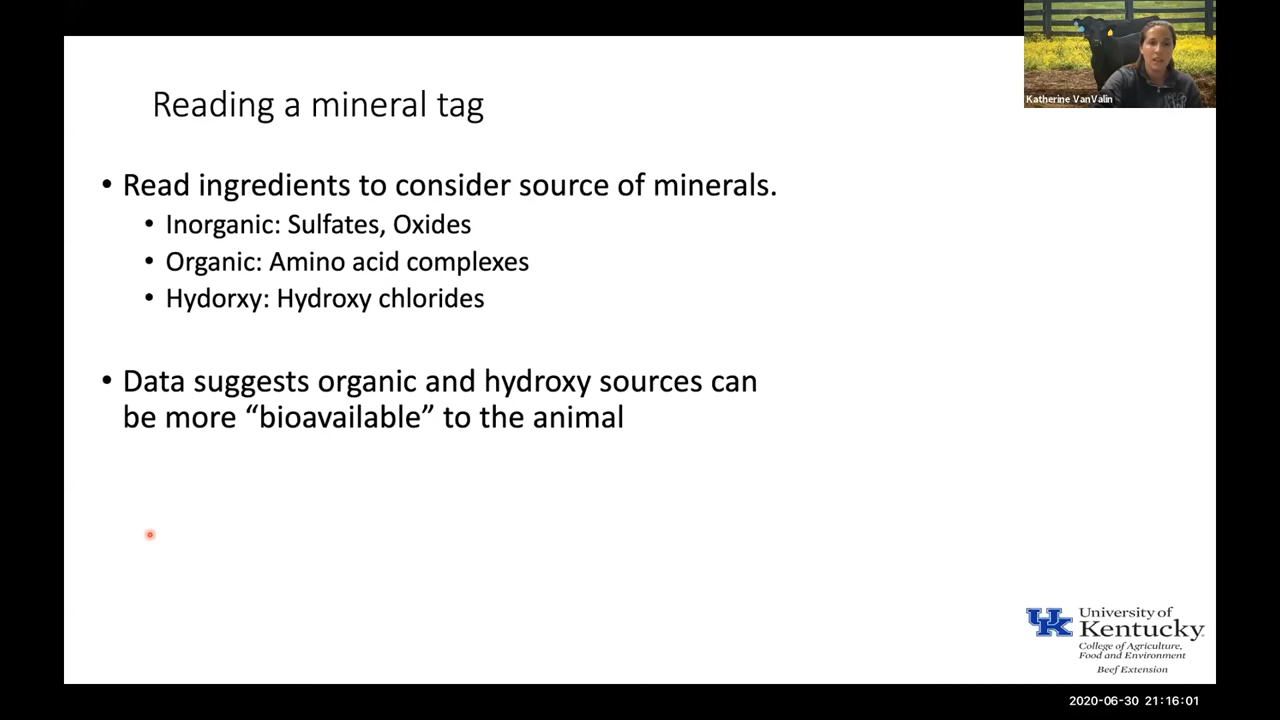 Katherine VanValin
Reading a mineral tag
• Read ingredients to consider source of minerals.
• Inorganic: Sulfates, Oxides
• Organic: Amino acid complexes
• Hydorxy: Hydroxy chlorides
• Data suggests organic and hydroxy sources can
be more “bioavailable” to the animal
UK
University of
Kentucky
College of Agriculture,
Food and Environment
Beef Extension
2020-06-30 21:16:01